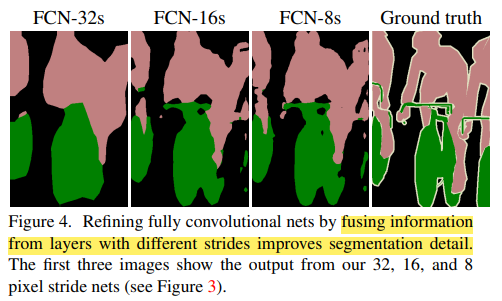 FCN-32s FCN-16s FCN-8s Ground truth
Figure 4. Refining fully convolutional nets by fusing information
from layers with different strides improves segmentation detail.
The first three images show the output from our 32, 16, and 8
pixel stride nets (see Figure 3).